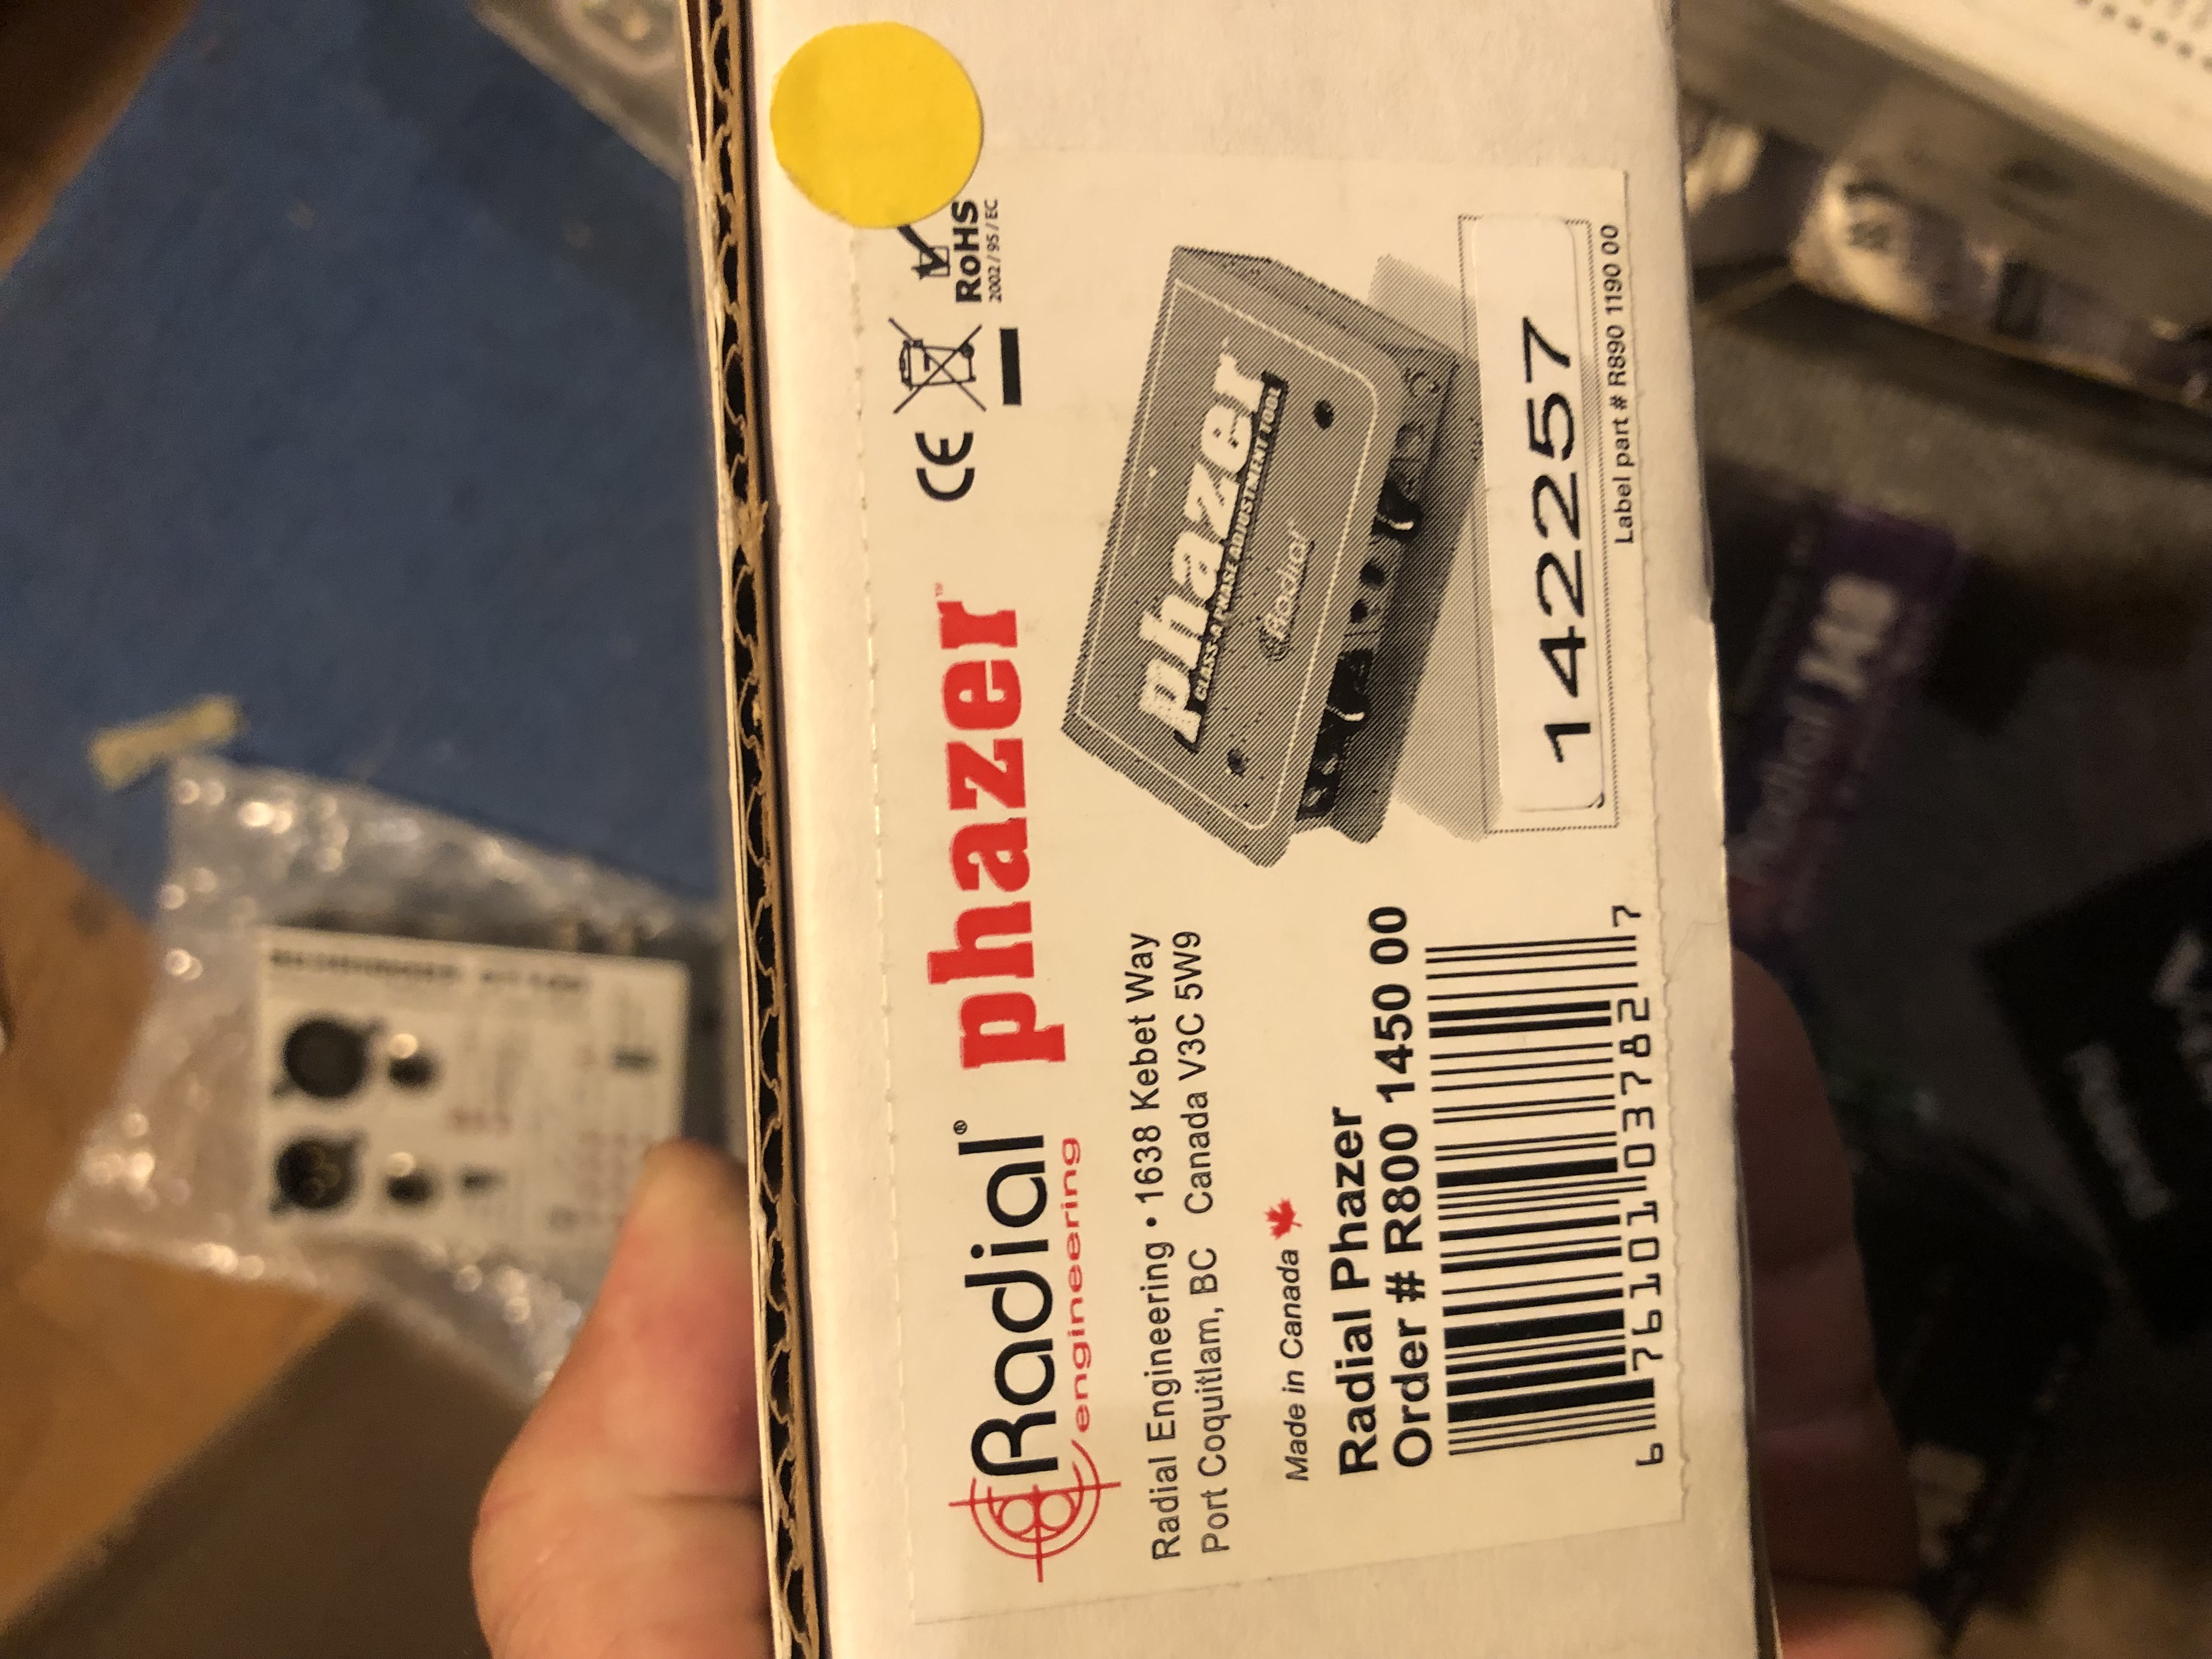 Radial® phazer™
engineering
CE
RoHS
2002 / 95 / EC
Radial Engineering • 1638 Kebet Way
Port Coquitlam, BC Canada V3C 5W9
Made in Canada
Radial Phazer
Order # R800 1450 00
6 76101 03782 7
phazer
CLASS-A PHASE ADJUSTMENT TOOL
Radial
142257
Label part # R890 1190 00